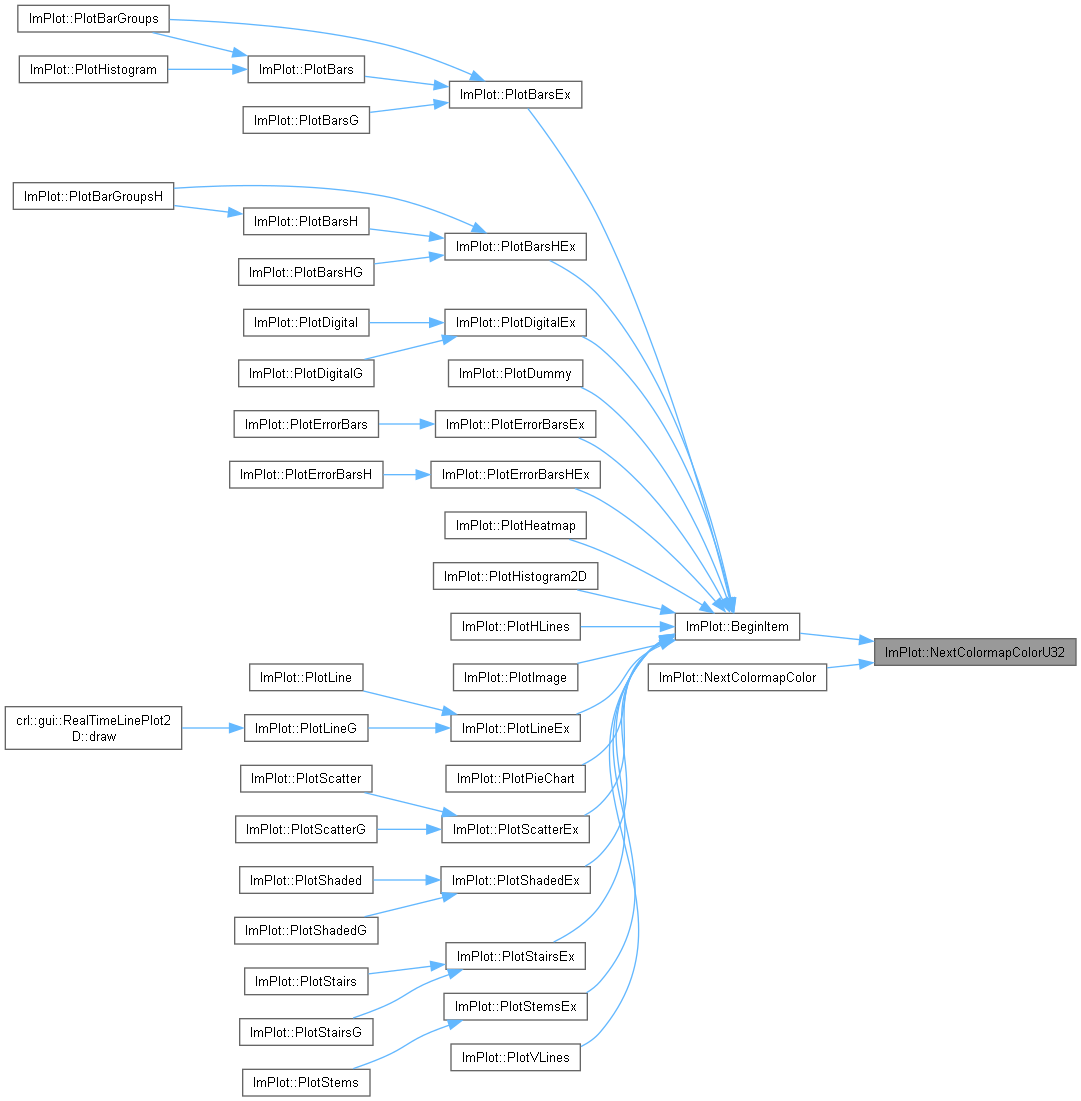 ImPlot::PlotBarGroups
ImPlot::PlotHistogram
ImPlot::PlotBars
ImPlot::PlotBarsEx
ImPlot::PlotBarsG
ImPlot::PlotBarGroupsH
ImPlot::PlotBarsH
ImPlot::PlotBarsHEx
ImPlot::PlotBarsHG
ImPlot::PlotDigital
ImPlot::PlotDigitalEx
ImPlot::PlotDigitalG
ImPlot::PlotDummy
ImPlot::PlotErrorBars
ImPlot::PlotErrorBarsEx
ImPlot::PlotErrorBarsH
ImPlot::PlotErrorBarsHEx
ImPlot::PlotHeatmap
ImPlot::PlotHistogram2D
ImPlot::PlotHLines
ImPlot::BeginItem
ImPlot::NextColormapColorU32
ImPlot::PlotImage
ImPlot::NextColormapColor
ImPlot::PlotLine
crl::gui::RealTimeLinePlot2
D::draw
ImPlot::PlotLineG
ImPlot::PlotLineEx
ImPlot::PlotPieChart
ImPlot::PlotScatter
ImPlot::PlotScatterG
ImPlot::PlotScatterEx
ImPlot::PlotShaded
ImPlot::PlotShadedEx
ImPlot::PlotShadedG
ImPlot::PlotStairsEx
ImPlot::PlotStairs
ImPlot::PlotStemsEx
ImPlot::PlotStairsG
ImPlot::PlotVLines
ImPlot::PlotStems